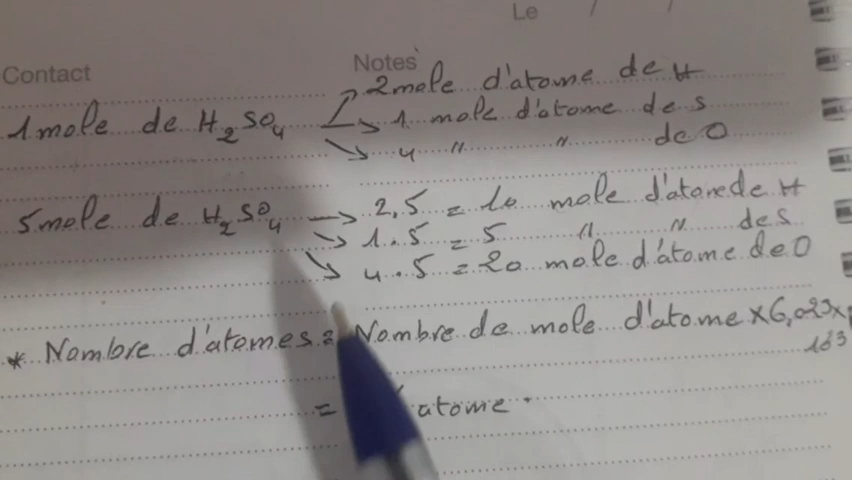 Le / /
Contact Notes
2 mole d'atome de H
1 mole de H2SO4 → 1 mole d'atome de S
4 " " de O
5 mole de H2SO4 → 2,5 = 10 mole d'atome de H
1.5 = 5 " " de S
4.5 = 20 mole d'atome de O
* Nombre d'atomes = Nombre de mole d'atome x 6,023 x
= atome.